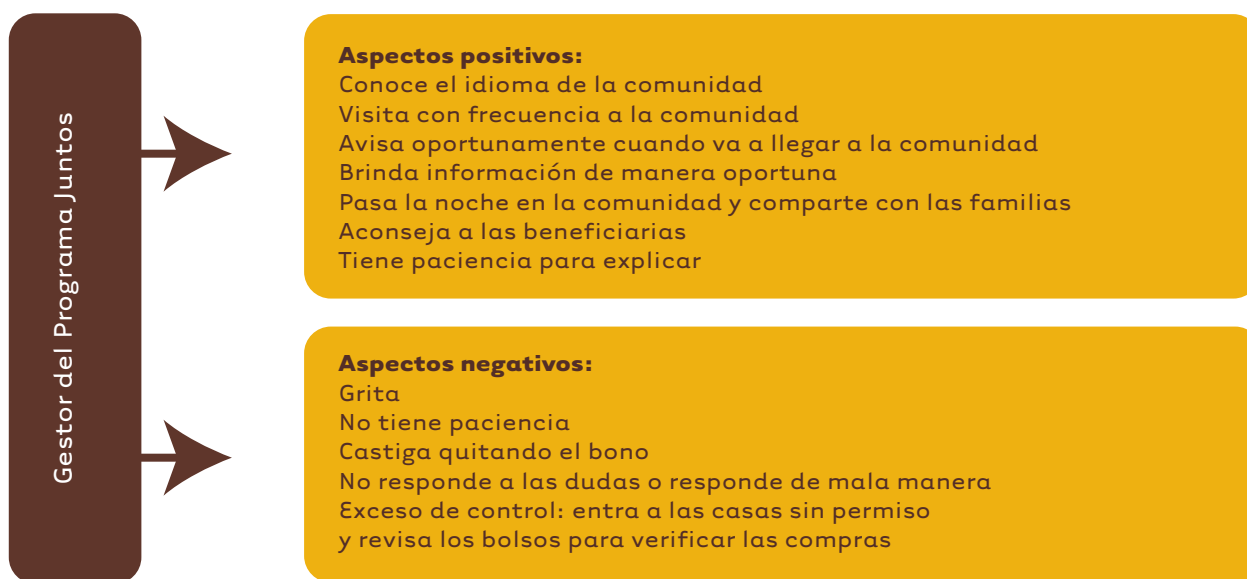 Gestor del Programa Juntos
Aspectos positivos:
Conoce el idioma de la comunidad
Visita con frecuencia a la comunidad
Avisa oportunamente cuando va a llegar a la comunidad
Brinda información de manera oportuna
Pasa la noche en la comunidad y comparte con las familias
Aconseja a las beneficiarias
Tiene paciencia para explicar
Aspectos negativos:
Grita
No tiene paciencia
Castiga quitando el bono
No responde a las dudas o responde de mala manera
Exceso de control: entra a las casas sin permiso
y revisa los bolsos para verificar las compras